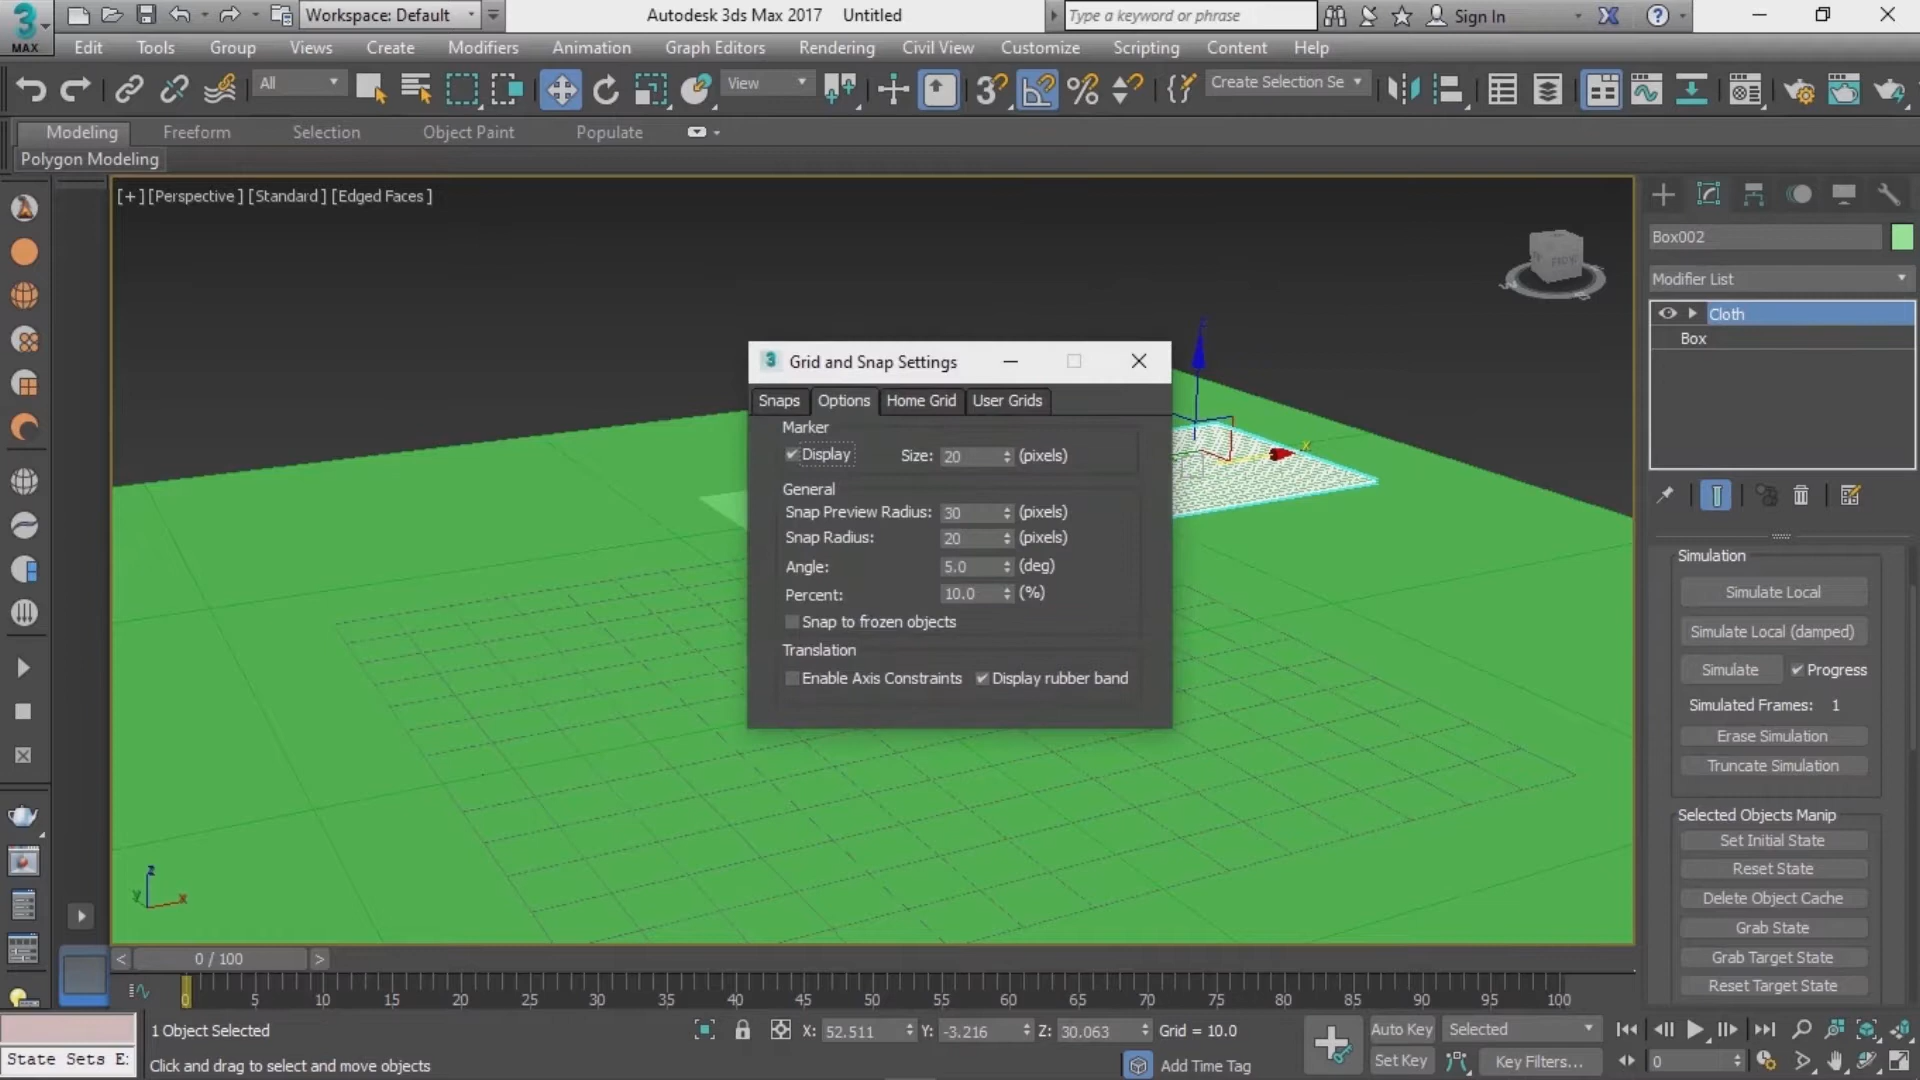 Workspace: Default
Autodesk 3ds Max 2017 Untitled
Type a keyword or phrase
Sign In
MAX
Edit Tools Group Views Create Modifiers Animation Graph Editors Rendering Civil View Customize Scripting Content Help
All
View
Create Selection Se
Modeling Freeform Selection Object Paint Populate
Polygon Modeling
[+] [Perspective] [Standard] [Edged Faces]
Box002
Modifier List
Cloth
Box
Grid and Snap Settings
Snaps Options Home Grid User Grids
Marker
Display Size: 20 (pixels)
General
Snap Preview Radius: 30 (pixels)
Snap Radius: 20 (pixels)
Angle: 5.0 (deg)
Percent: 10.0 (%)
Snap to frozen objects
Translation
Enable Axis Constraints Display rubber band
Simulation
Simulate Local
Simulate Local (damped)
Simulate Progress
Simulated Frames: 1
Erase Simulation
Truncate Simulation
Selected Objects Manip
Set Initial State
Reset State
Delete Object Cache
Grab State
Grab Target State
Reset Target State
z
y x
x
< 0 / 100 >
0 5 10 15 20 25 30 35 40 45 50 55 60 65 70 75 80 85 90 95 100
1 Object Selected
X: 52.511 Y: -3.216 Z: 30.063 Grid = 10.0
Auto Key Selected
State Sets E:
Click and drag to select and move objects
Add Time Tag
Set Key Key Filters...
0